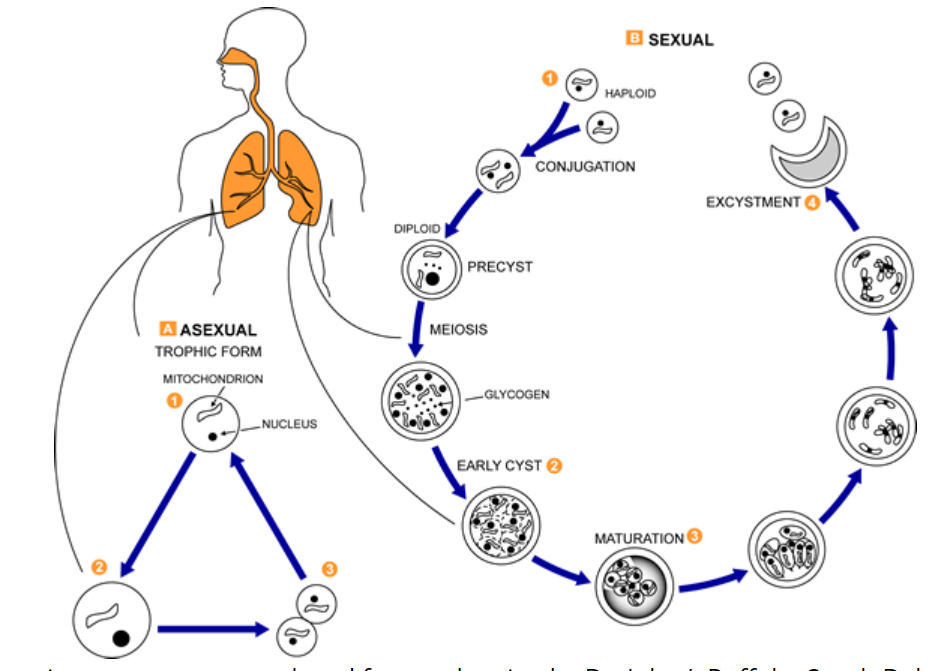 B SEXUAL
1
HAPLOID
CONJUGATION
EXCYSTMENT 4
DIPLOID
PRECYST
A ASEXUAL
TROPHIC FORM
MEIOSIS
MITOCHONDRION
1
NUCLEUS
GLYCOGEN
EARLY CYST 2
MATURATION 3
2
3